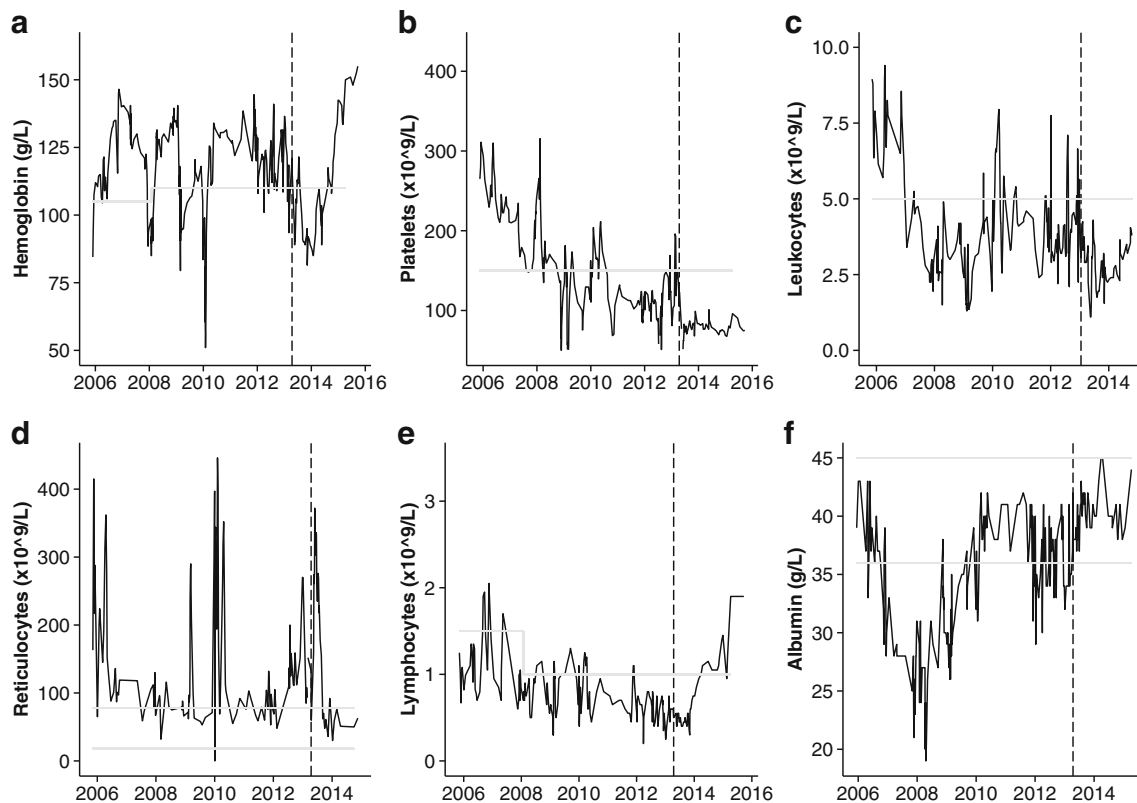 a
Hemoglobin (g/L)
150
125
100
75
50
2006 2008 2010 2012 2014 2016
b
Platelets (x10^9/L)
400
300
200
100
2006 2008 2010 2012 2014 2016
c
Leukocytes (x10^9/L)
10.0
7.5
5.0
2.5
0.0
2006 2008 2010 2012 2014
d
Reticulocytes (x10^9/L)
400
300
200
100
0
2006 2008 2010 2012 2014
e
Lymphocytes (x10^9/L)
3
2
1
0
2006 2008 2010 2012 2014 2016
f
Albumin (g/L)
45
40
35
30
25
20
2006 2008 2010 2012 2014